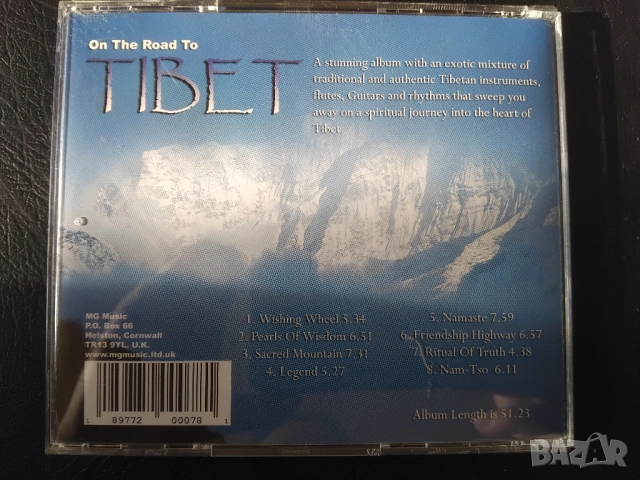 On The Road To
TIBET
A stunning album with an exotic mixture of
traditional and authentic Tibetan instruments,
flutes, Guitars and rhythms that sweep you
away on a spiritual journey into the heart of
Tibet.
MG Music
P.O. Box 66
Helston, Cornwall
TR13 9YL, U.K.
www.mgmusic.ltd.uk
1. Wishing Wheel 5.34
2. Pearls Of Wisdom 6.51
3. Sacred Mountain 7.31
4. Legend 5.27
5. Namaste 7.59
6. Friendship Highway 6.57
7. Ritual Of Truth 4.38
8. Nam-Tso 6.11
Album Length is 51.23
1 89772 00078 1
BAZAR